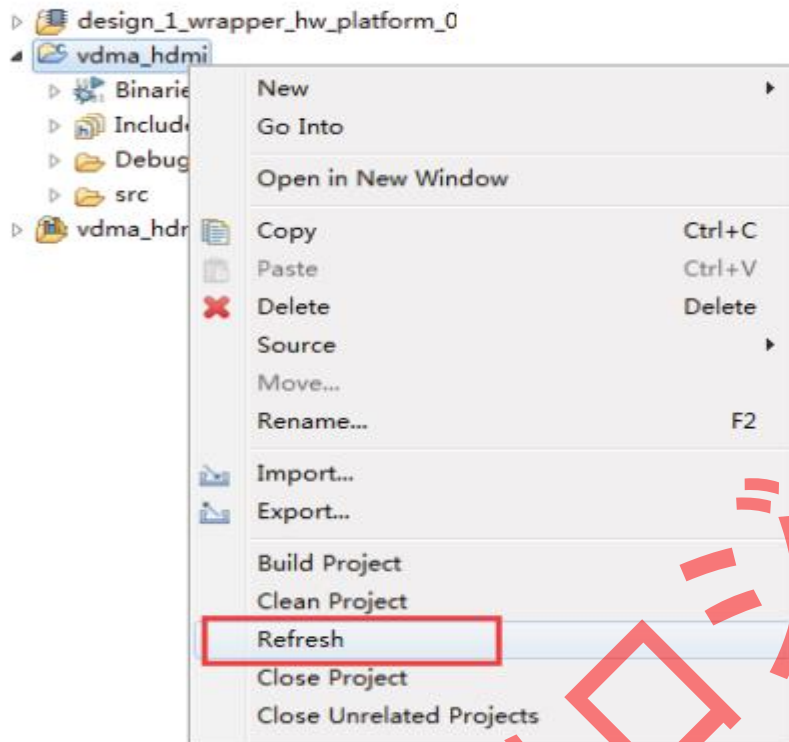 design_1_wrapper_hw_platform_0
vdma_hdmi
Binarie
Includ
Debug
src
vdma_hdr
New
Go Into
Open in New Window
Copy Ctrl+C
Paste Ctrl+V
Delete Delete
Source
Move...
Rename... F2
Import...
Export...
Build Project
Clean Project
Refresh
Close Project
Close Unrelated Projects